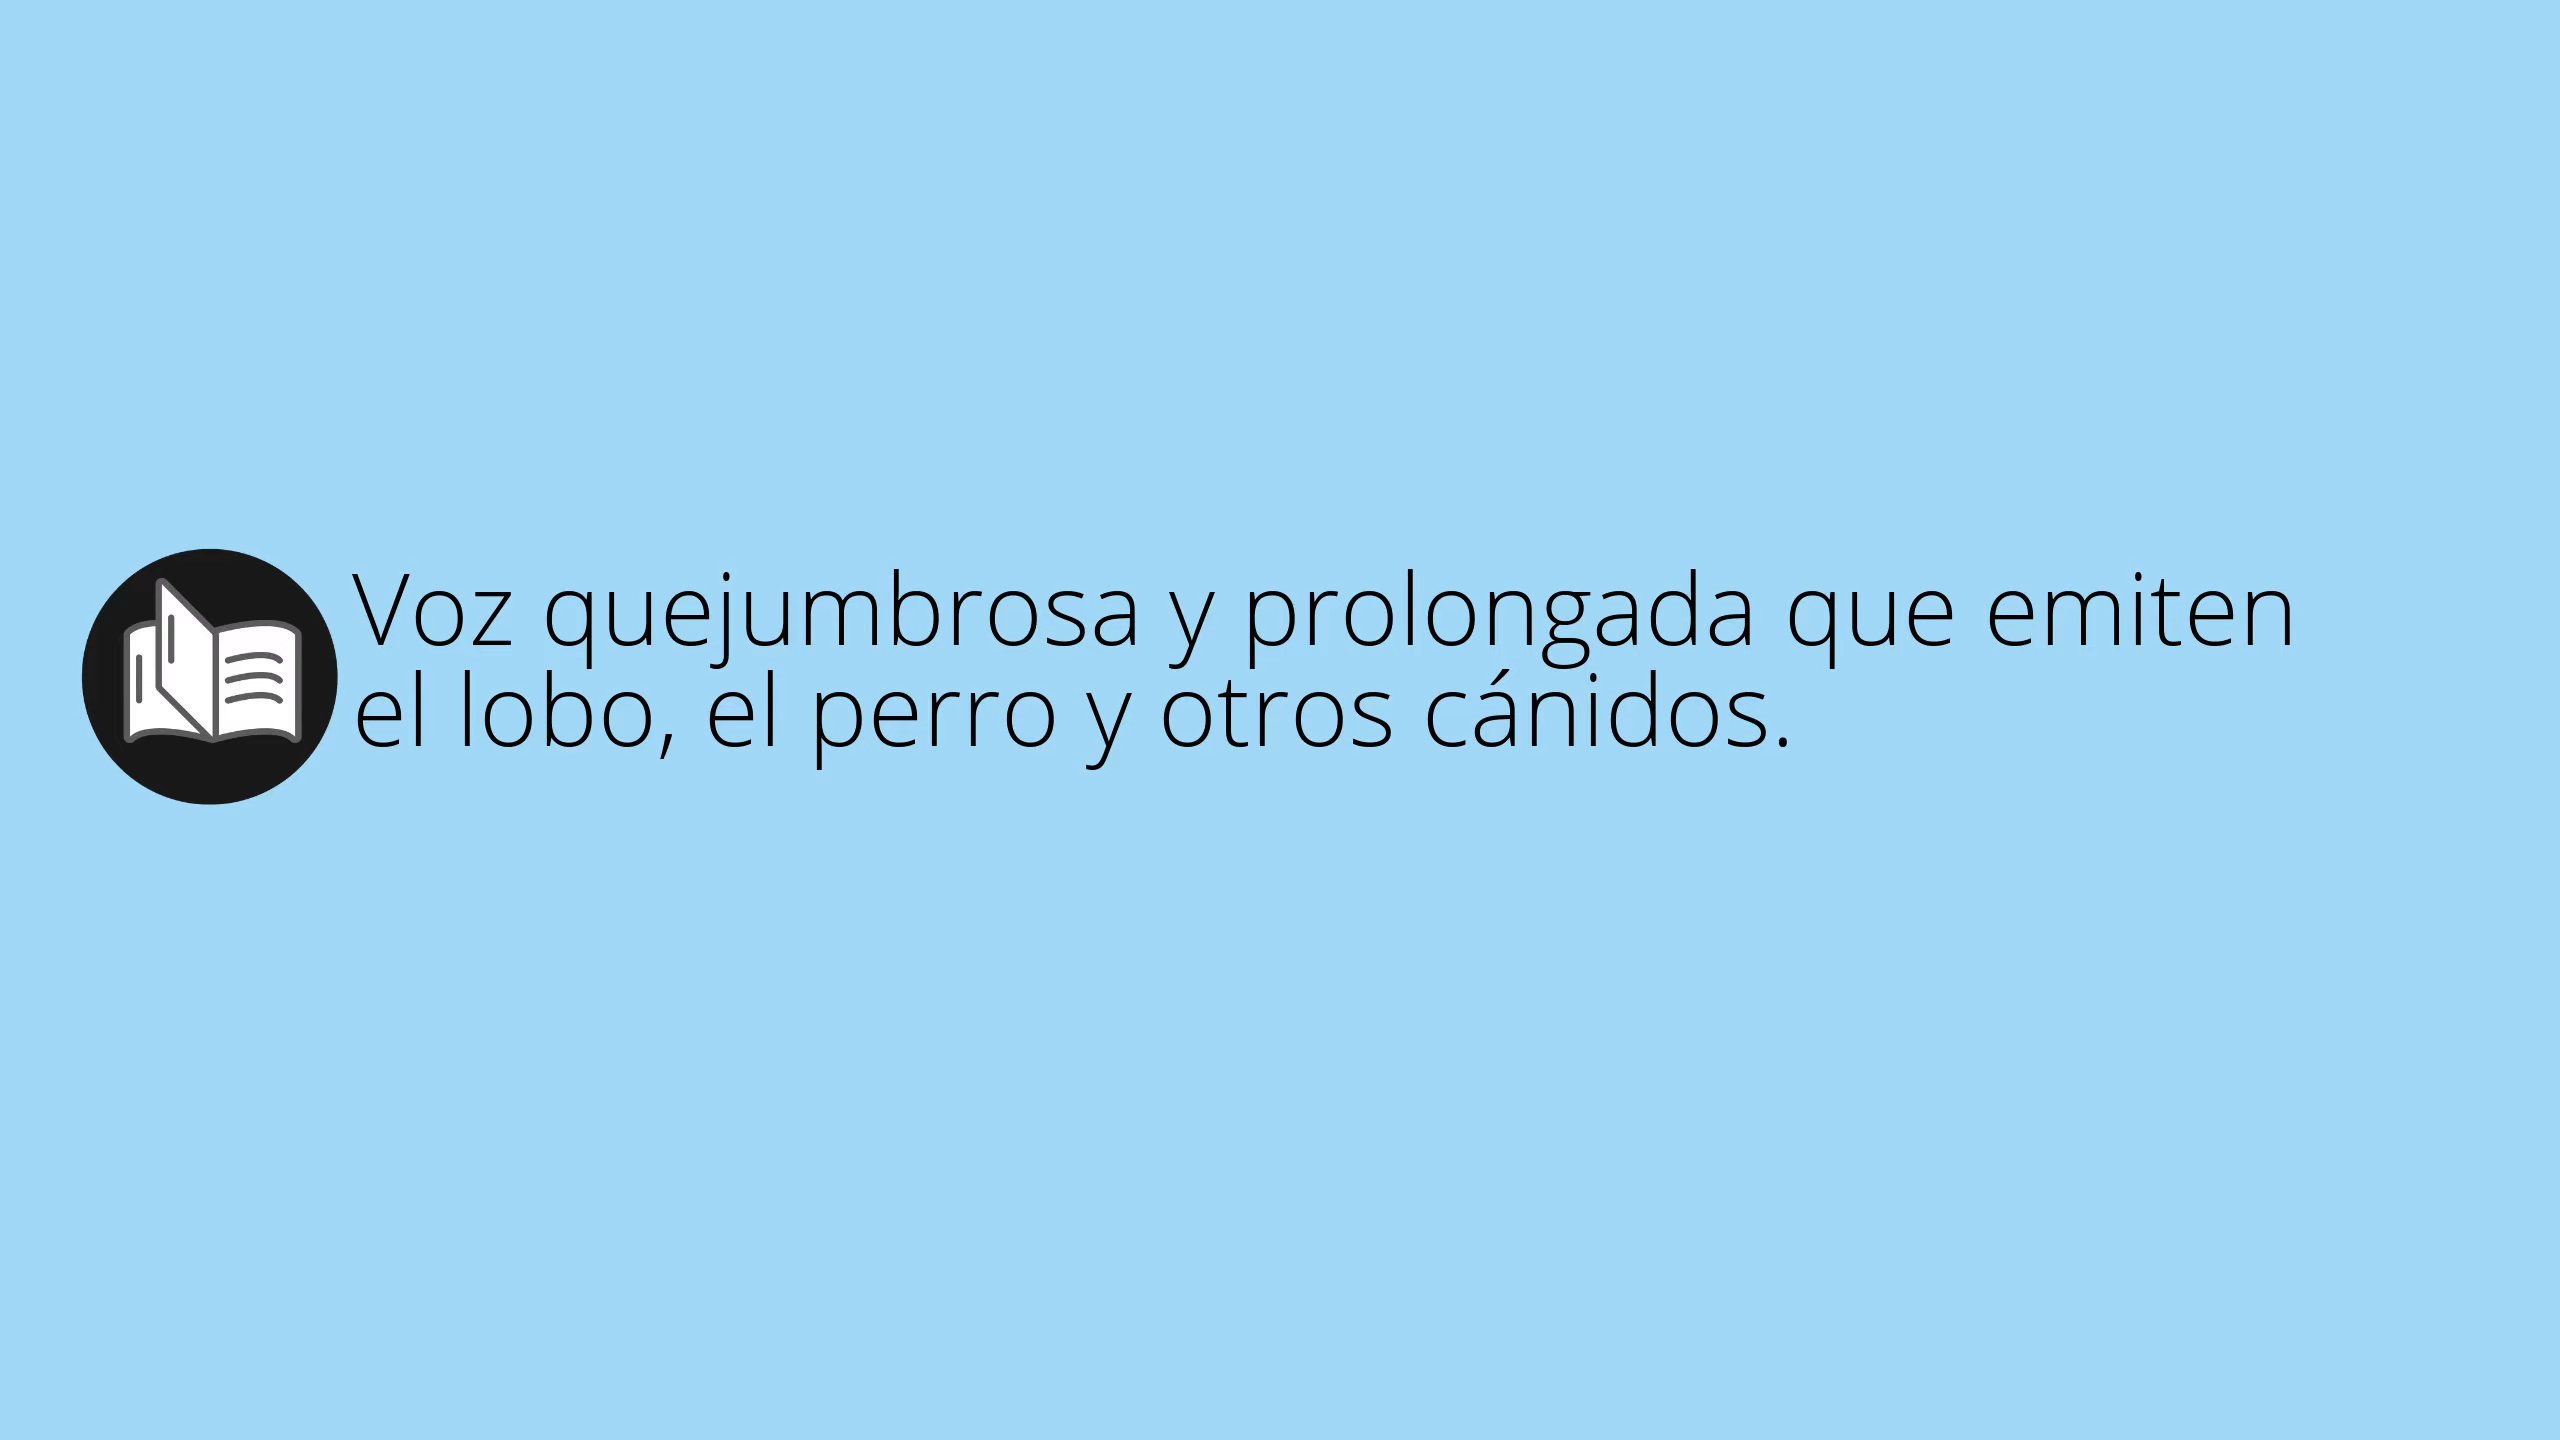 Voz quejumbrosa y prolongada que emiten
el lobo, el perro y otros cánidos.